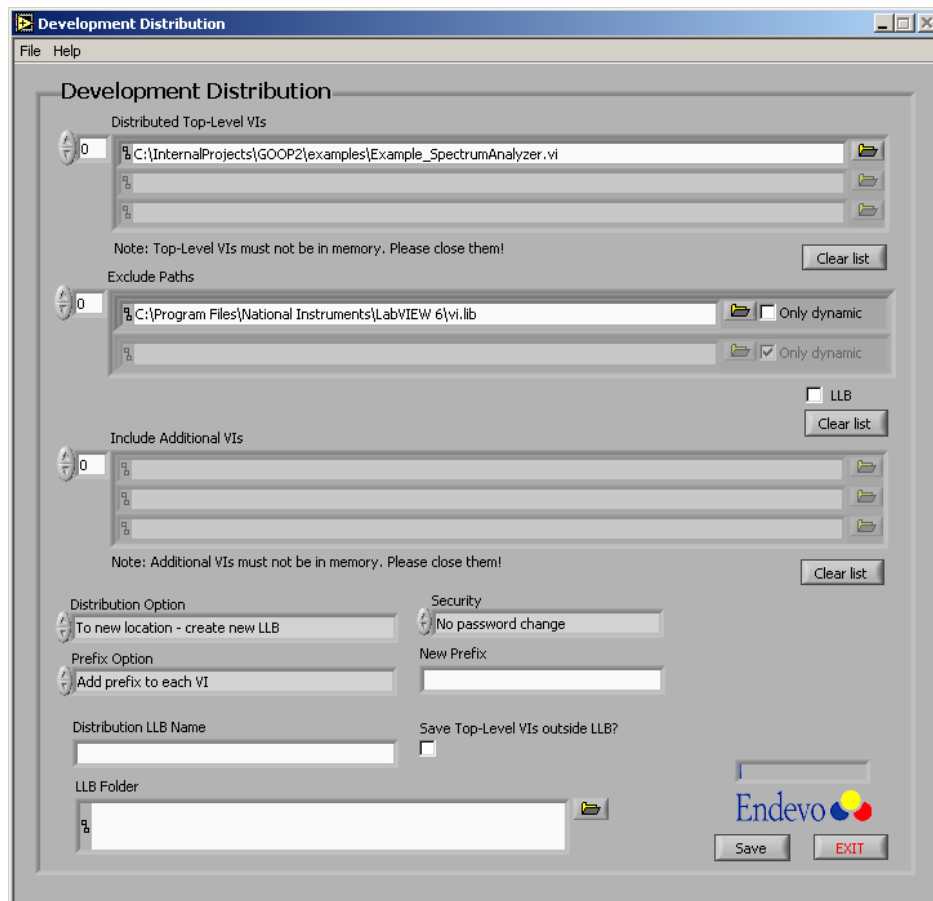 Development Distribution
File Help
Development Distribution
Distributed Top-Level VIs
0
C:\InternalProjects\GOOP2\examples\Example_SpectrumAnalyzer.vi
Note: Top-Level VIs must not be in memory. Please close them!
Clear list
Exclude Paths
0
C:\Program Files\National Instruments\LabVIEW 6\vi.lib
Only dynamic
Only dynamic
LLB
Clear list
Include Additional VIs
0
Note: Additional VIs must not be in memory. Please close them!
Clear list
Distribution Option
To new location - create new LLB
Security
No password change
Prefix Option
Add prefix to each VI
New Prefix
Distribution LLB Name
Save Top-Level VIs outside LLB?
LLB Folder
Endevo
Save
EXIT